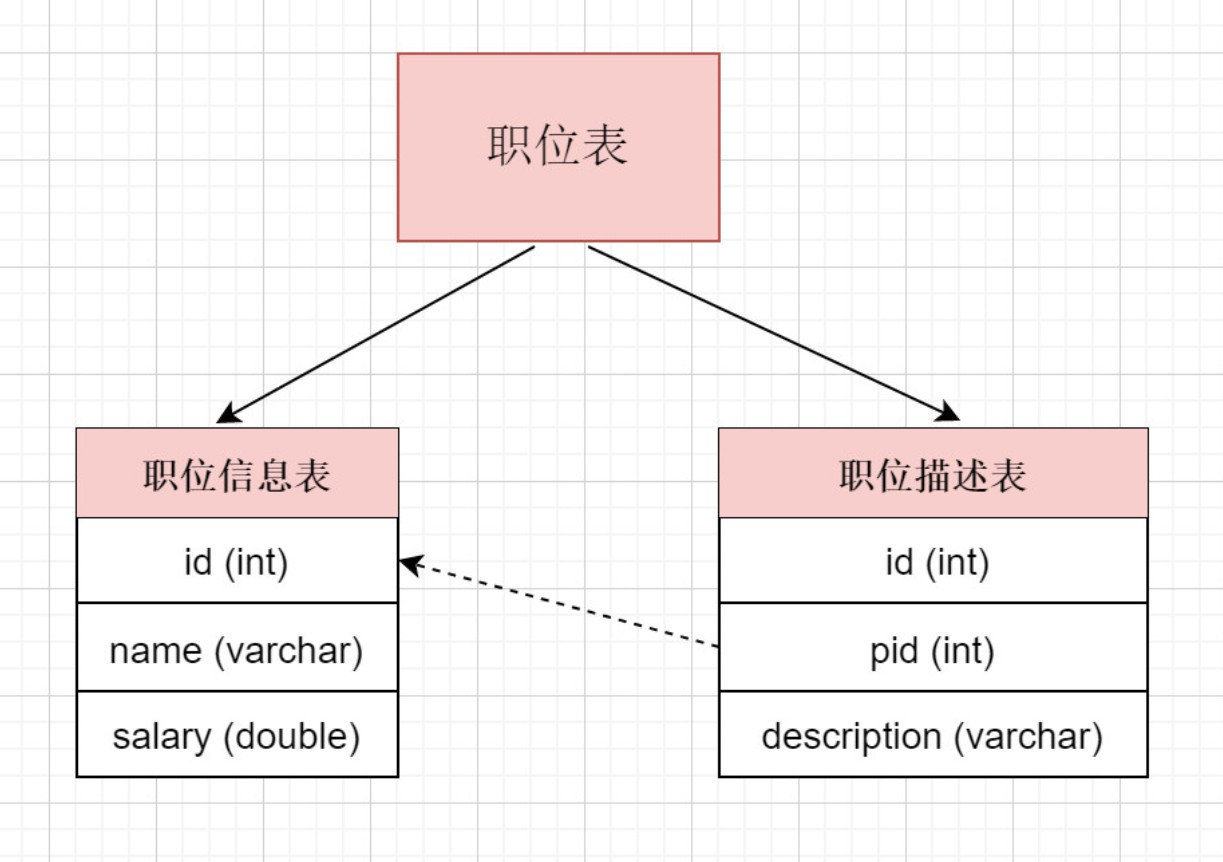 职位表
职位信息表
id (int)
name (varchar)
salary (double)
职位描述表
id (int)
pid (int)
description (varchar)